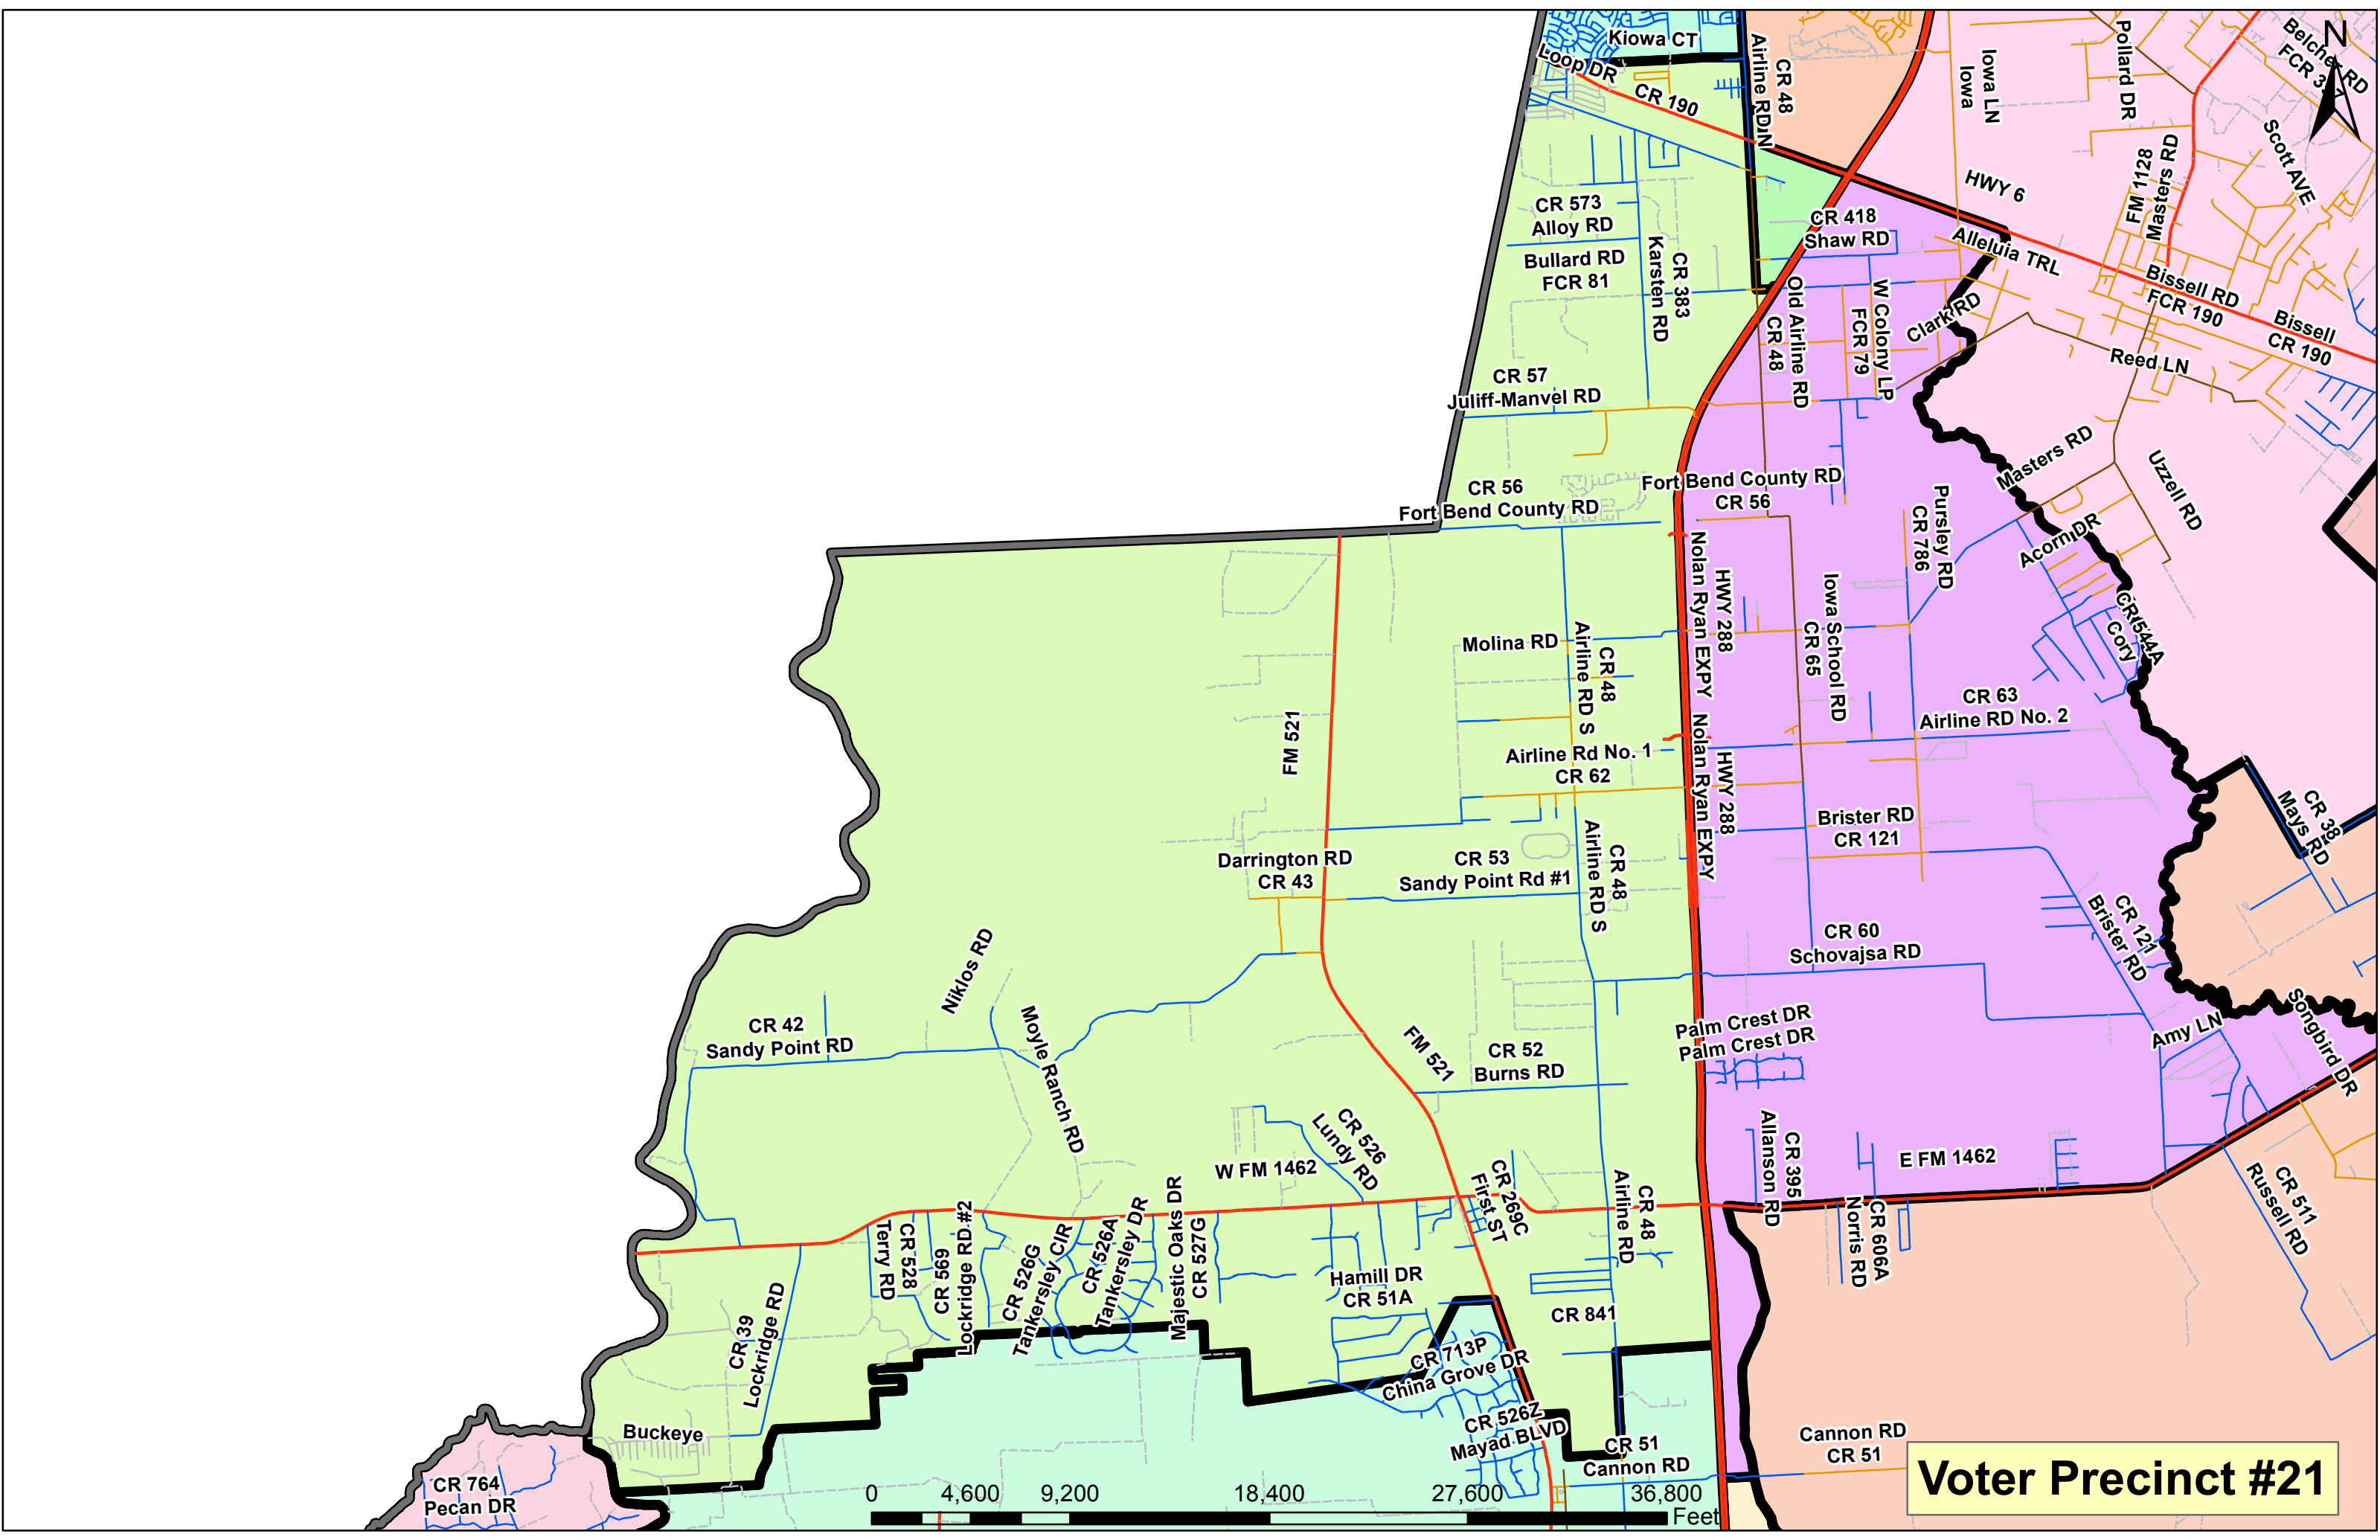 Kiowa CT
Loop DR
CR 190
CR 48
Airline RD N
Iowa LN
Iowa
Pollard DR
Belcher RD
N
Scott AVE
FM 1128
Masters RD
HWY 6
CR 573
Alloy RD
Bullard RD
FCR 81
CR 383
Karsten RD
CR 418
Shaw RD
Alleluia TRL
Bissell RD
FCR 190
Bissell
CR 190
Old Airline RD
CR 48
W Colony LP
FCR 79
Clark RD
Reed LN
CR 57
Juliff-Manvel RD
Masters RD
Uzzell RD
CR 56
Fort Bend County RD
Fort Bend County RD
CR 56
Pursley RD
CR 786
Acorn DR
CR 544A
Cory
Nolan Ryan EXPY
HWY 288
Iowa School RD
CR 65
Molina RD
CR 48
Airline RD S
FM 521
CR 63
Airline RD No. 2
Airline Rd No. 1
CR 62
Nolan Ryan EXPY
HWY 288
Brister RD
CR 121
CR 38
Mays RD
Darrington RD
CR 43
CR 53
Sandy Point Rd #1
CR 48
Airline RD S
CR 60
Schovajsa RD
CR 121
Brister RD
Niklos RD
CR 42
Sandy Point RD
Moyle Ranch RD
FM 521
CR 52
Burns RD
Palm Crest DR
Palm Crest DR
Amy LN
Songbird DR
CR 526
Lundy RD
W FM 1462
CR 269C
First ST
CR 48
Airline RD
CR 395
Allanson RD
E FM 1462
CR 606A
Norris RD
CR 511
Russell RD
CR 528
Terry RD
CR 569
Lockridge RD #2
CR 526G
Tankersley CIR
CR 526A
Tankersley DR
Majestic Oaks DR
CR 527G
Hamill DR
CR 51A
CR 841
CR 39
Lockridge RD
CR 713P
China Grove DR
Buckeye
CR 526Z
Mayad BLVD
CR 51
Cannon RD
Cannon RD
CR 51
CR 764
Pecan DR
0 4,600 9,200 18,400 27,600 36,800
Feet
Voter Precinct #21